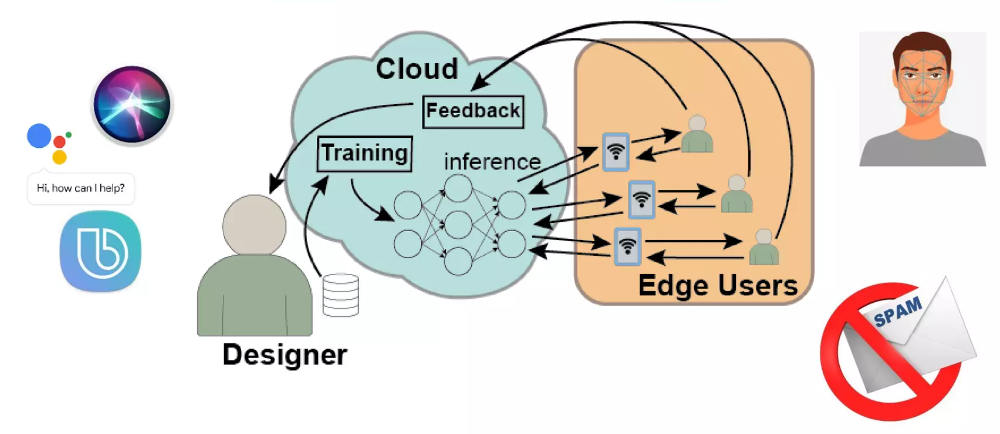 Cloud
Feedback
Training
inference
Hi, how can I help?
SPAM
Edge Users
Designer